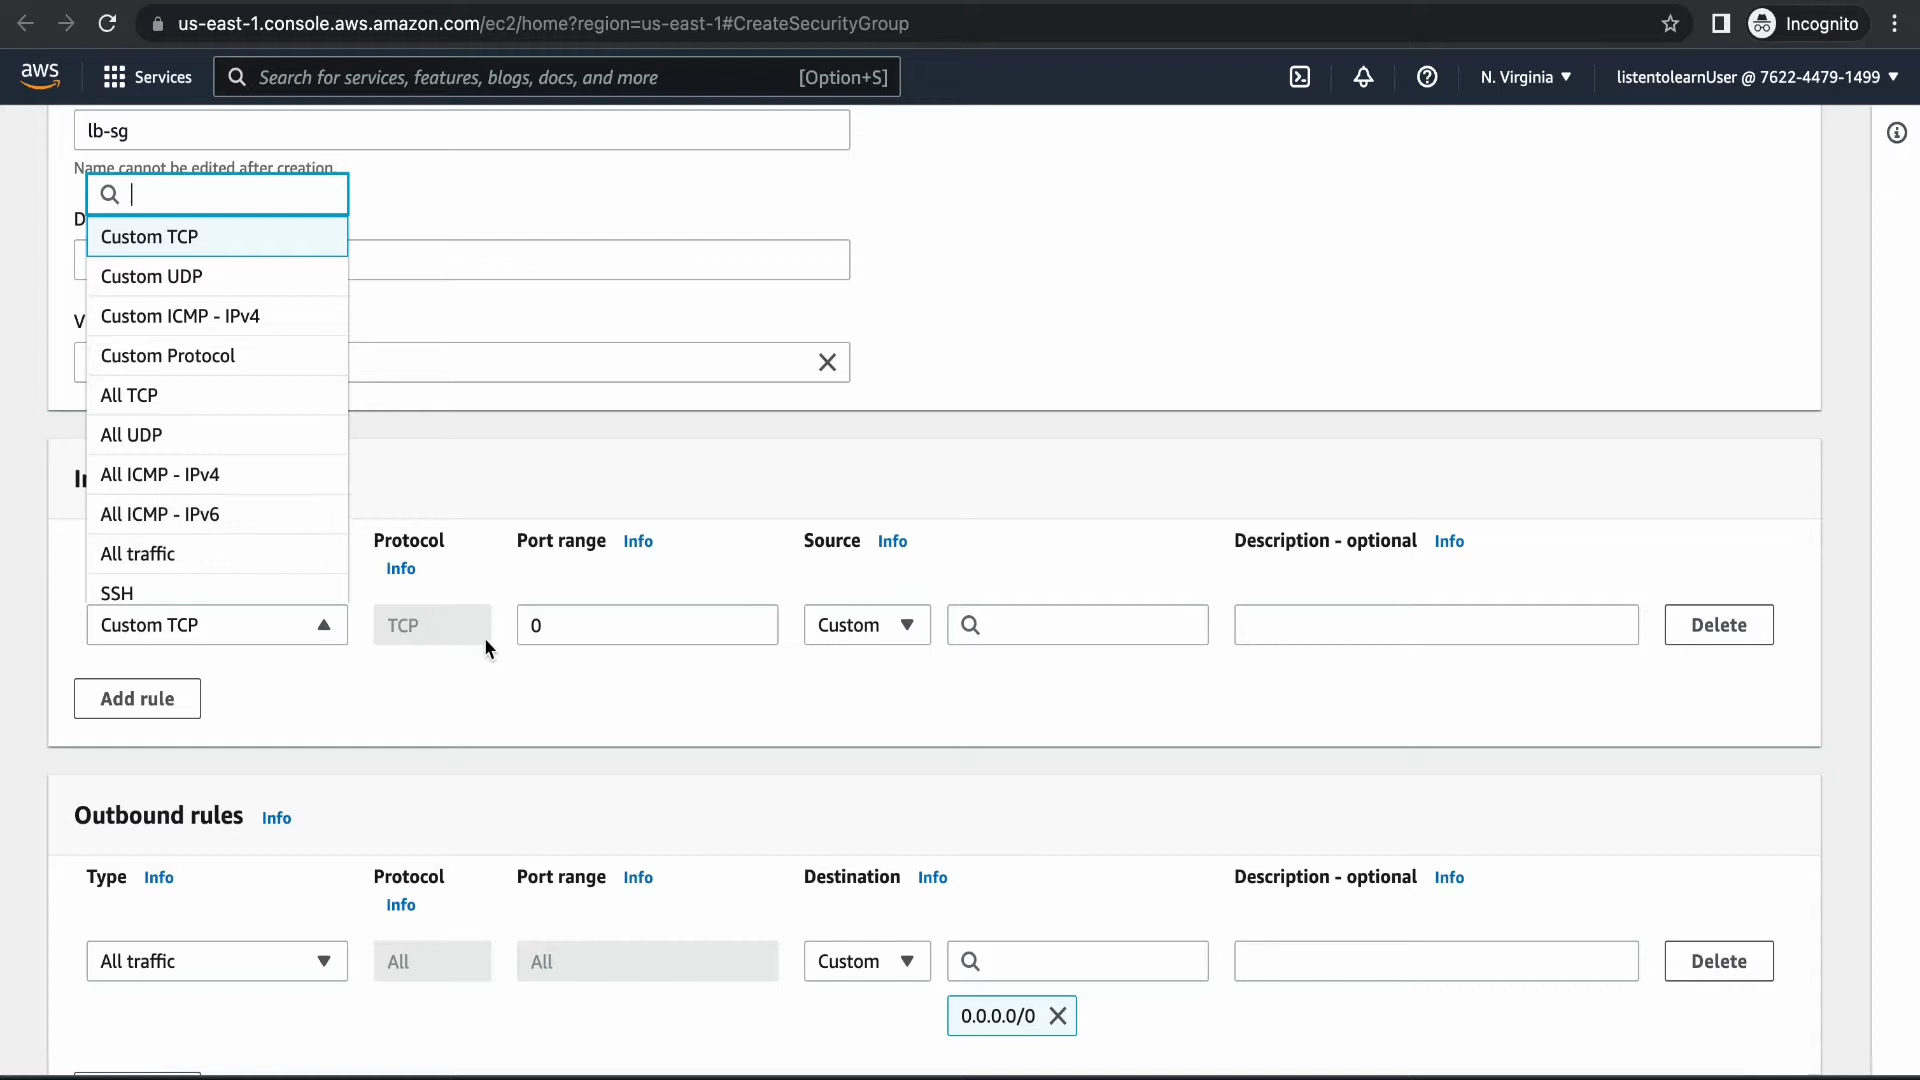 us-east-1.console.aws.amazon.com/ec2/home?region=us-east-1#CreateSecurityGroup
Incognito
aws
Services
Search for services, features, blogs, docs, and more
[Option+S]
N. Virginia
listentolearnUser @ 7622-4479-1499
lb-sg
Name cannot be edited after creation.
D
Custom TCP
Custom UDP
V
Custom ICMP - IPv4
Custom Protocol
All TCP
All UDP
All ICMP - IPv4
All ICMP - IPv6
All traffic
SSH
Protocol Info
Port range Info
Source Info
Description - optional Info
Custom TCP
TCP
0
Custom
Delete
Add rule
Outbound rules Info
Type Info
Protocol Info
Port range Info
Destination Info
Description - optional Info
All traffic
All
All
Custom
Delete
0.0.0.0/0